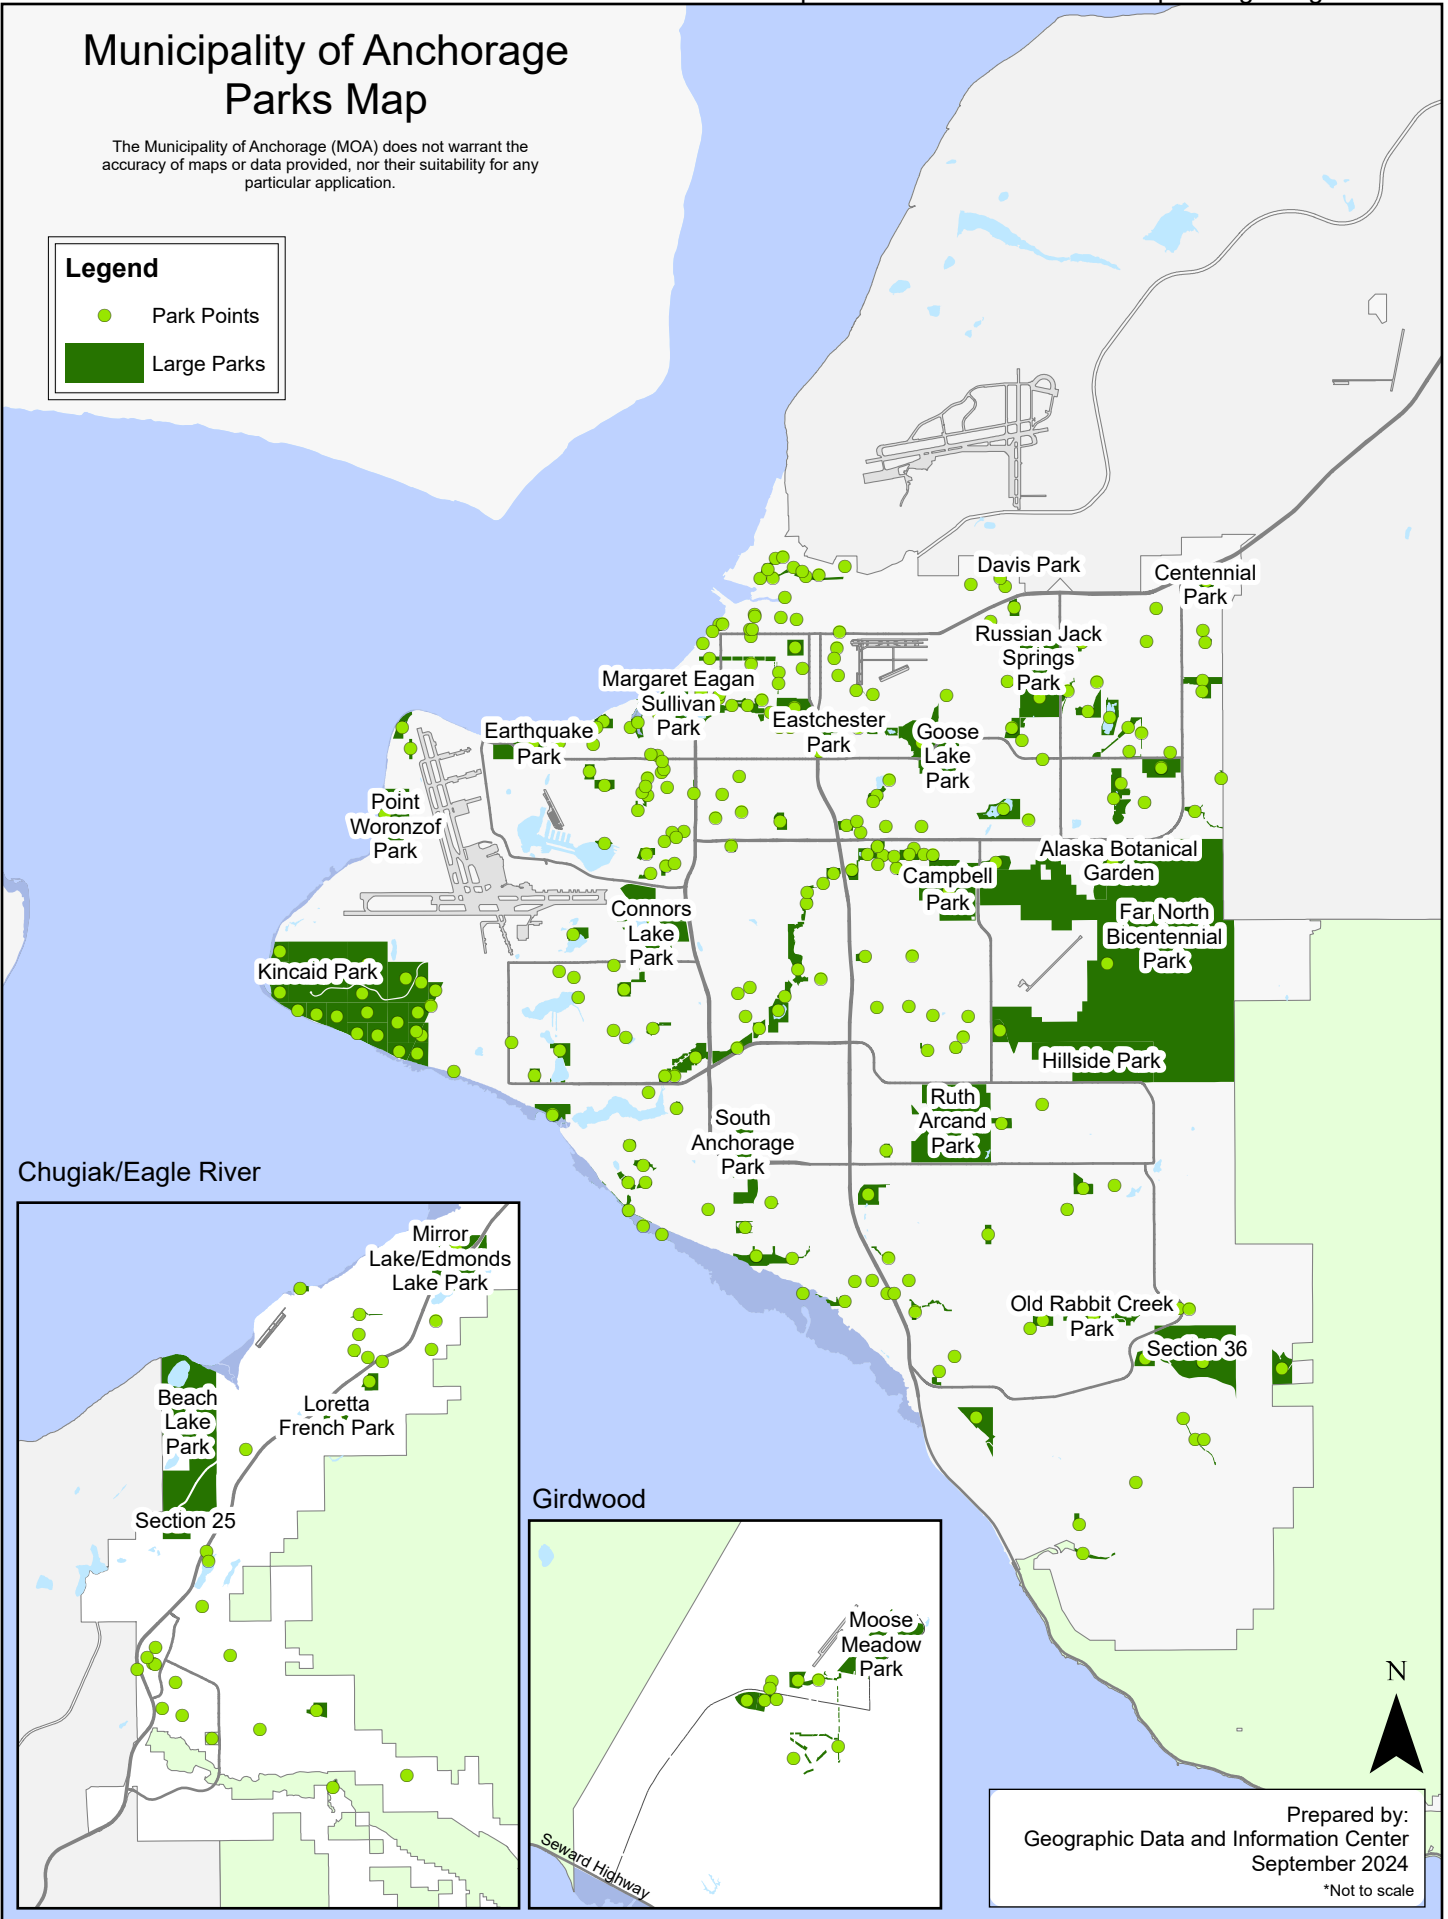 Municipality of Anchorage
Parks Map
The Municipality of Anchorage (MOA) does not warrant the
accuracy of maps or data provided, nor their suitability for any
particular application.
Legend
Park Points
Large Parks
Davis Park
Centennial
Park
Russian Jack
Springs
Park
Margaret Eagan
Sullivan
Park
Earthquake
Park
Eastchester
Park
Goose
Lake
Park
Point
Woronzof
Park
Alaska Botanical
Garden
Campbell
Park
Connors
Lake
Park
Far North
Bicentennial
Park
Kincaid Park
Hillside Park
Ruth
Arcand
Park
South
Anchorage
Park
Old Rabbit Creek
Park
Section 36
Chugiak/Eagle River
Mirror
Lake/Edmonds
Lake Park
Beach
Lake
Park
Loretta
French Park
Section 25
Girdwood
Moose
Meadow
Park
Seward Highway
N
Prepared by:
Geographic Data and Information Center
September 2024
*Not to scale